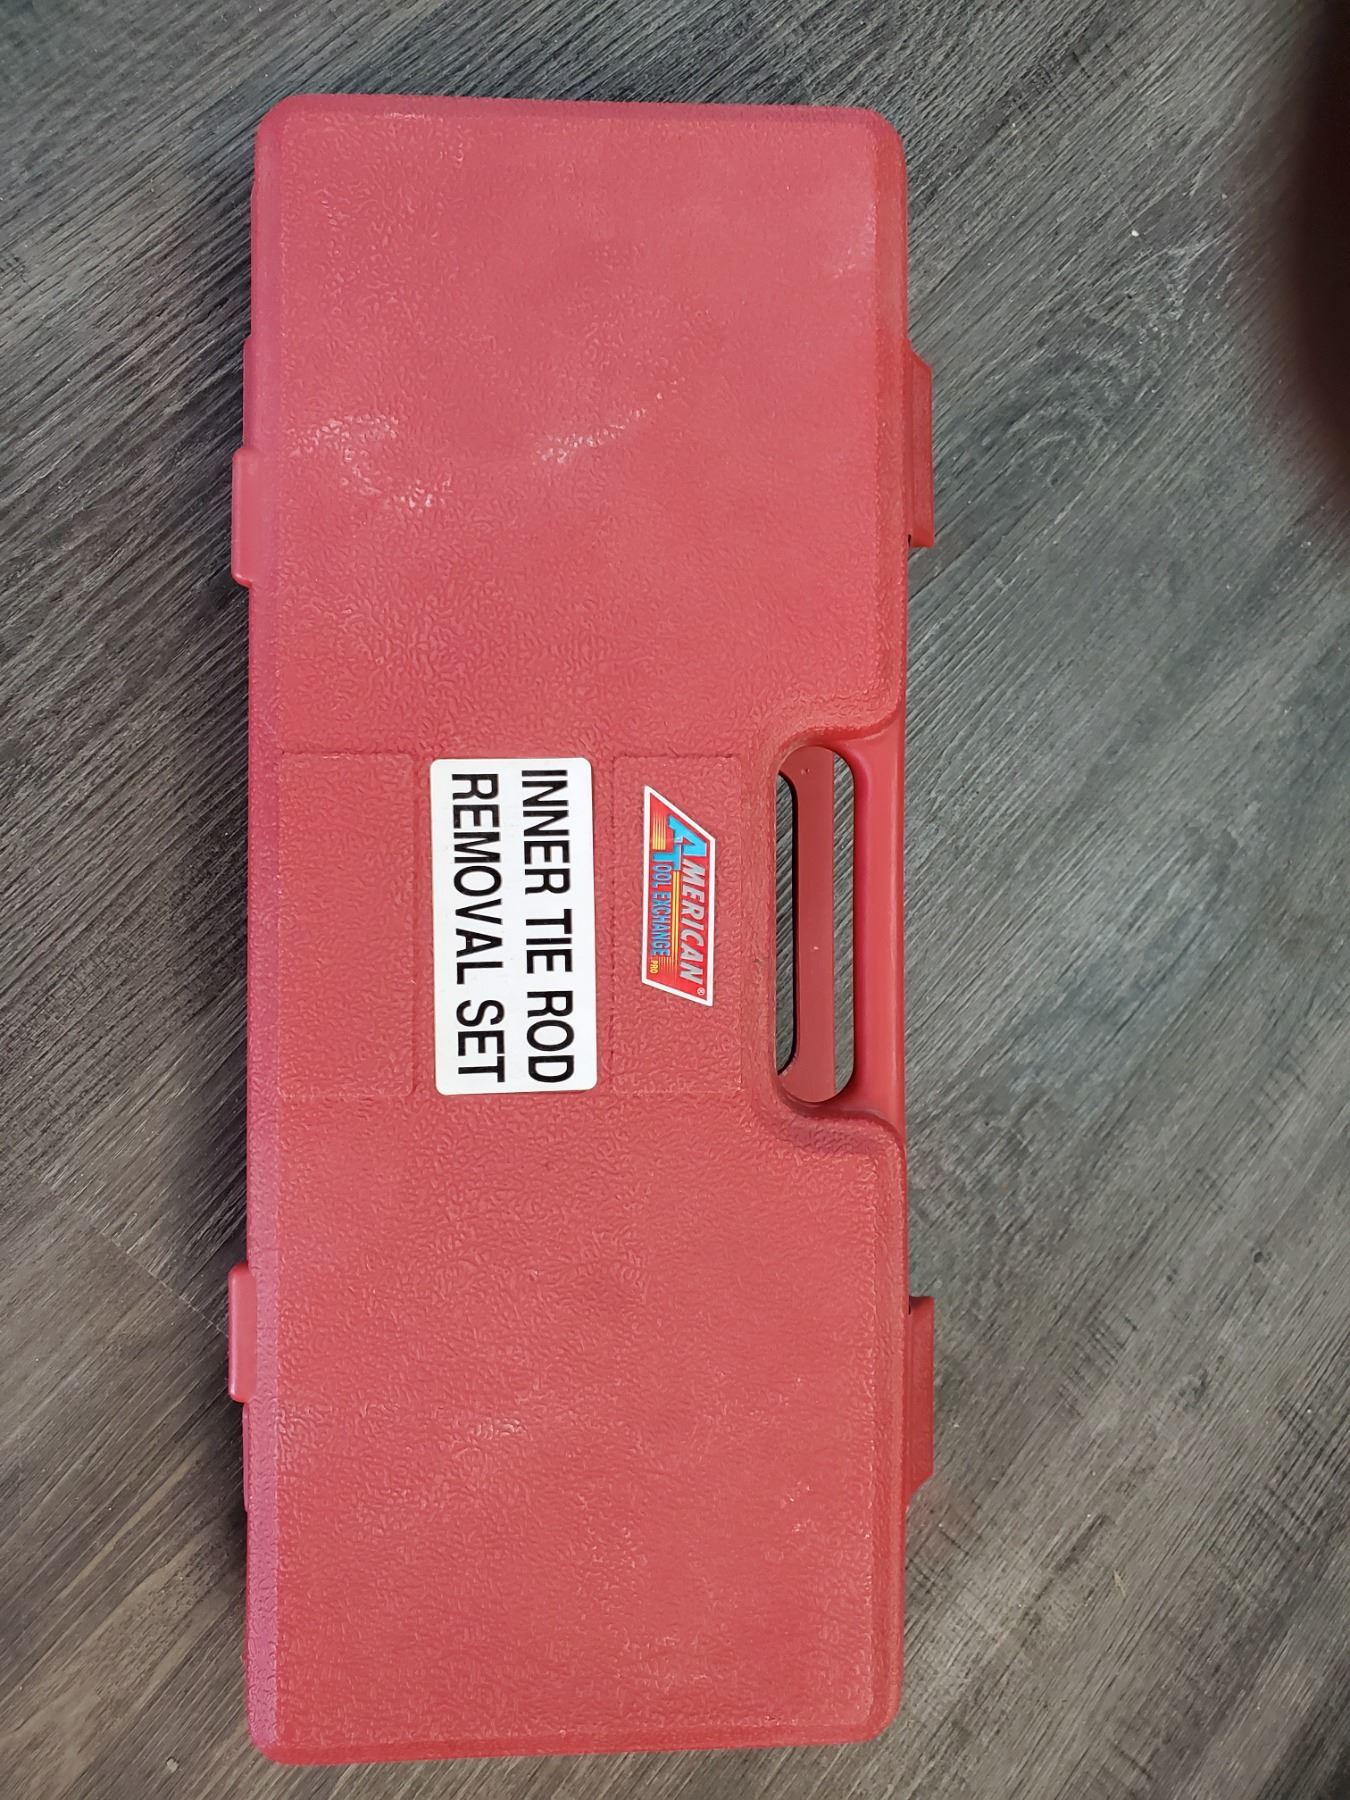 AMERICAN®
TOOL EXCHANGE PRO
INNER TIE ROD
REMOVAL SET